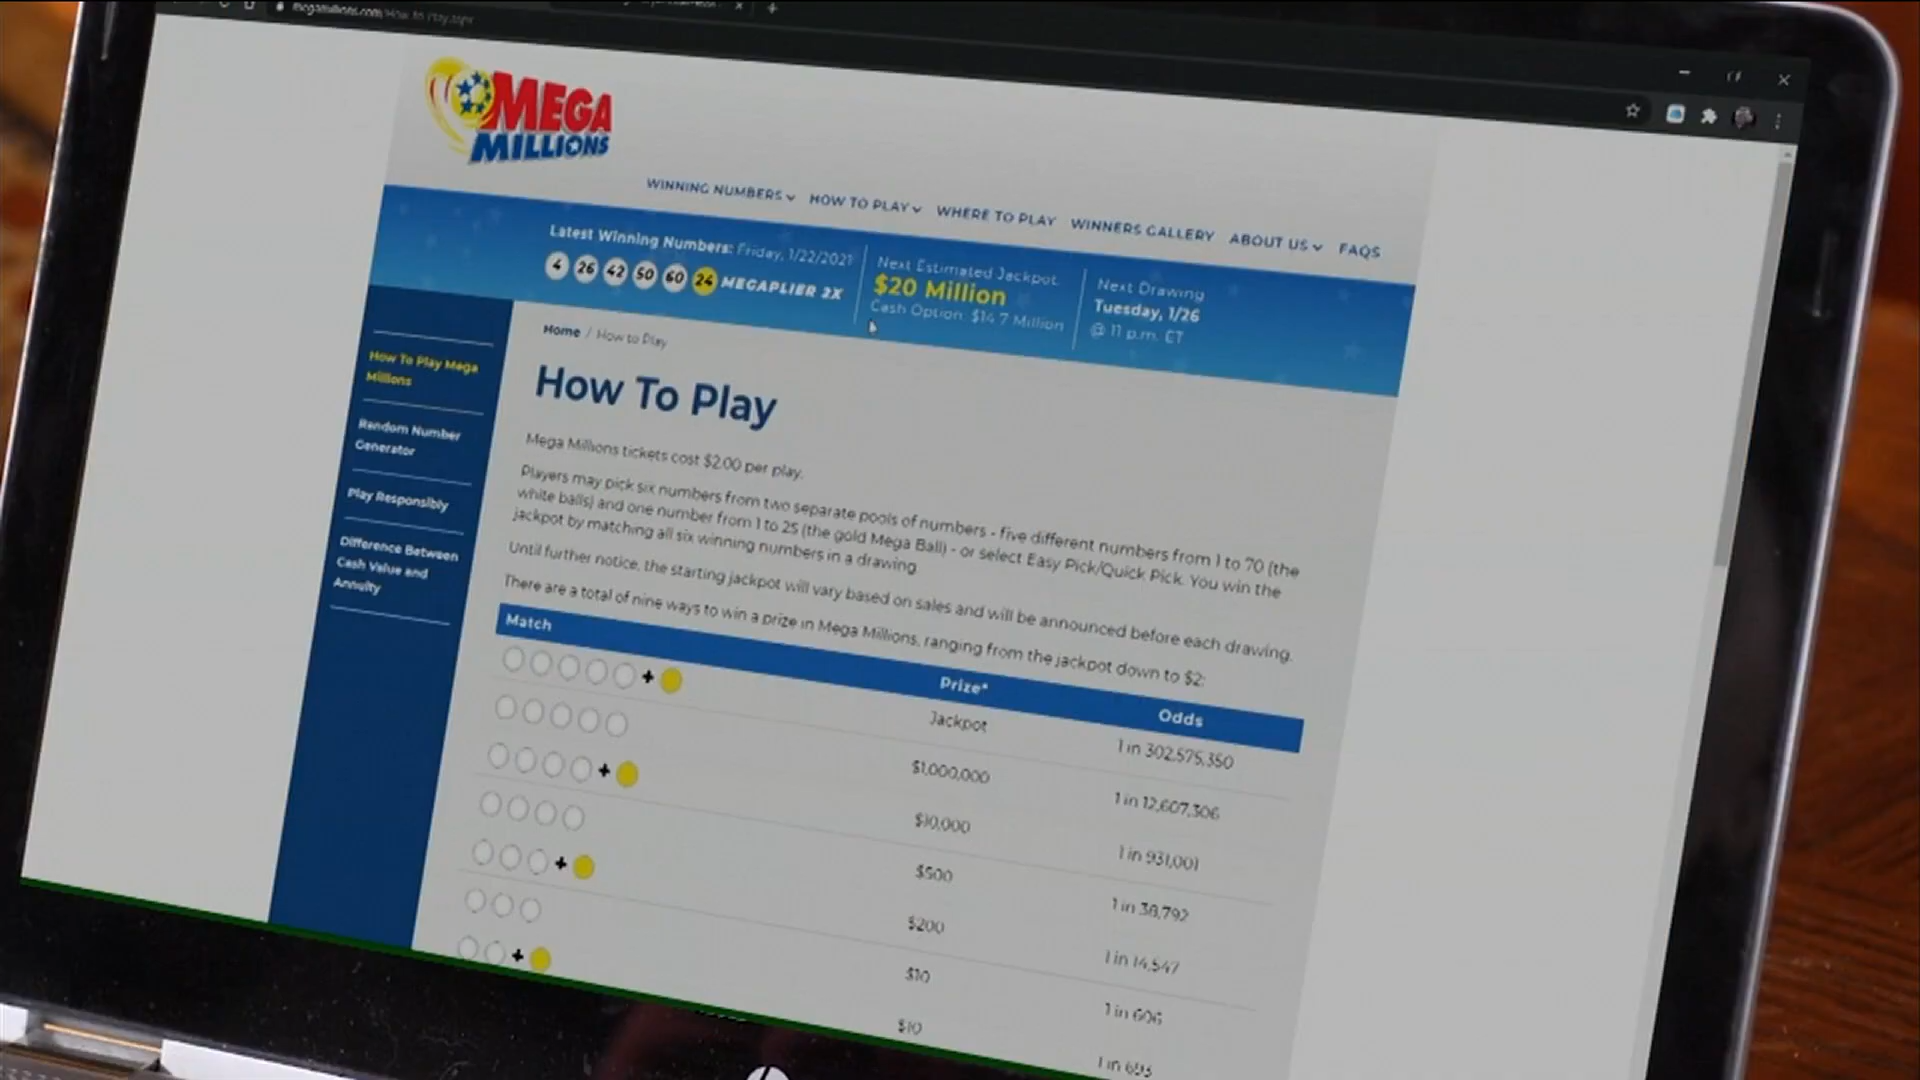 megamillions.com/How-to-Play.aspx
MEGA
MILLIONS
WINNING NUMBERS HOW TO PLAY WHERE TO PLAY WINNERS GALLERY ABOUT US FAQS
Latest Winning Numbers: Friday, 1/22/2021
4 26 42 50 60 24 MEGAPLIER 2X
Next Estimated Jackpot
$20 Million
Cash Option: $14.7 Million
Next Drawing
Tuesday, 1/26
@ 11 p.m. ET
How To Play Mega
Millions
Random Number
Generator
Play Responsibly
Difference Between
Cash Value and
Annuity
Home / How to Play
How To Play
Mega Millions tickets cost $2.00 per play.
Players may pick six numbers from two separate pools of numbers - five different numbers from 1 to 70 (the
white balls) and one number from 1 to 25 (the gold Mega Ball) - or select Easy Pick/Quick Pick. You win the
jackpot by matching all six winning numbers in a drawing.
Until further notice, the starting jackpot will vary based on sales and will be announced before each drawing.
There are a total of nine ways to win a prize in Mega Millions, ranging from the jackpot down to $2:
Match Prize* Odds
+ Jackpot 1 in 302,575,350
$1,000,000 1 in 12,607,306
+ $10,000 1 in 931,001
$500 1 in 38,792
+ $200 1 in 14,547
$10 1 in 606
+ $10 1 in 693
hp